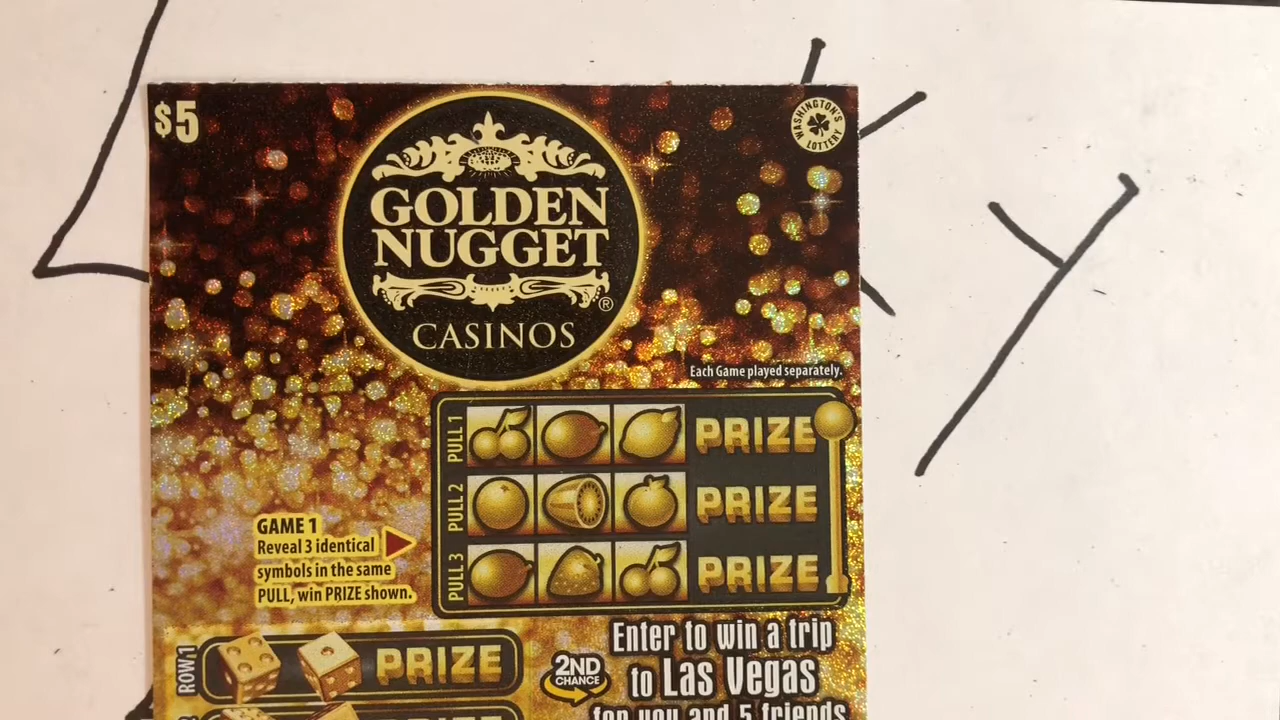 $5
WASHINGTON'S
LOTTERY
GOLDEN
NUGGET
®
CASINOS
Each Game played separately.
PULL 1
PRIZE
PULL 2
PRIZE
PULL 3
PRIZE
GAME 1
Reveal 3 identical
symbols in the same
PULL, win PRIZE shown.
ROW 1
PRIZE
2ND
CHANCE
Enter to win a trip
to Las Vegas
for you and 5 friends
PRIZE